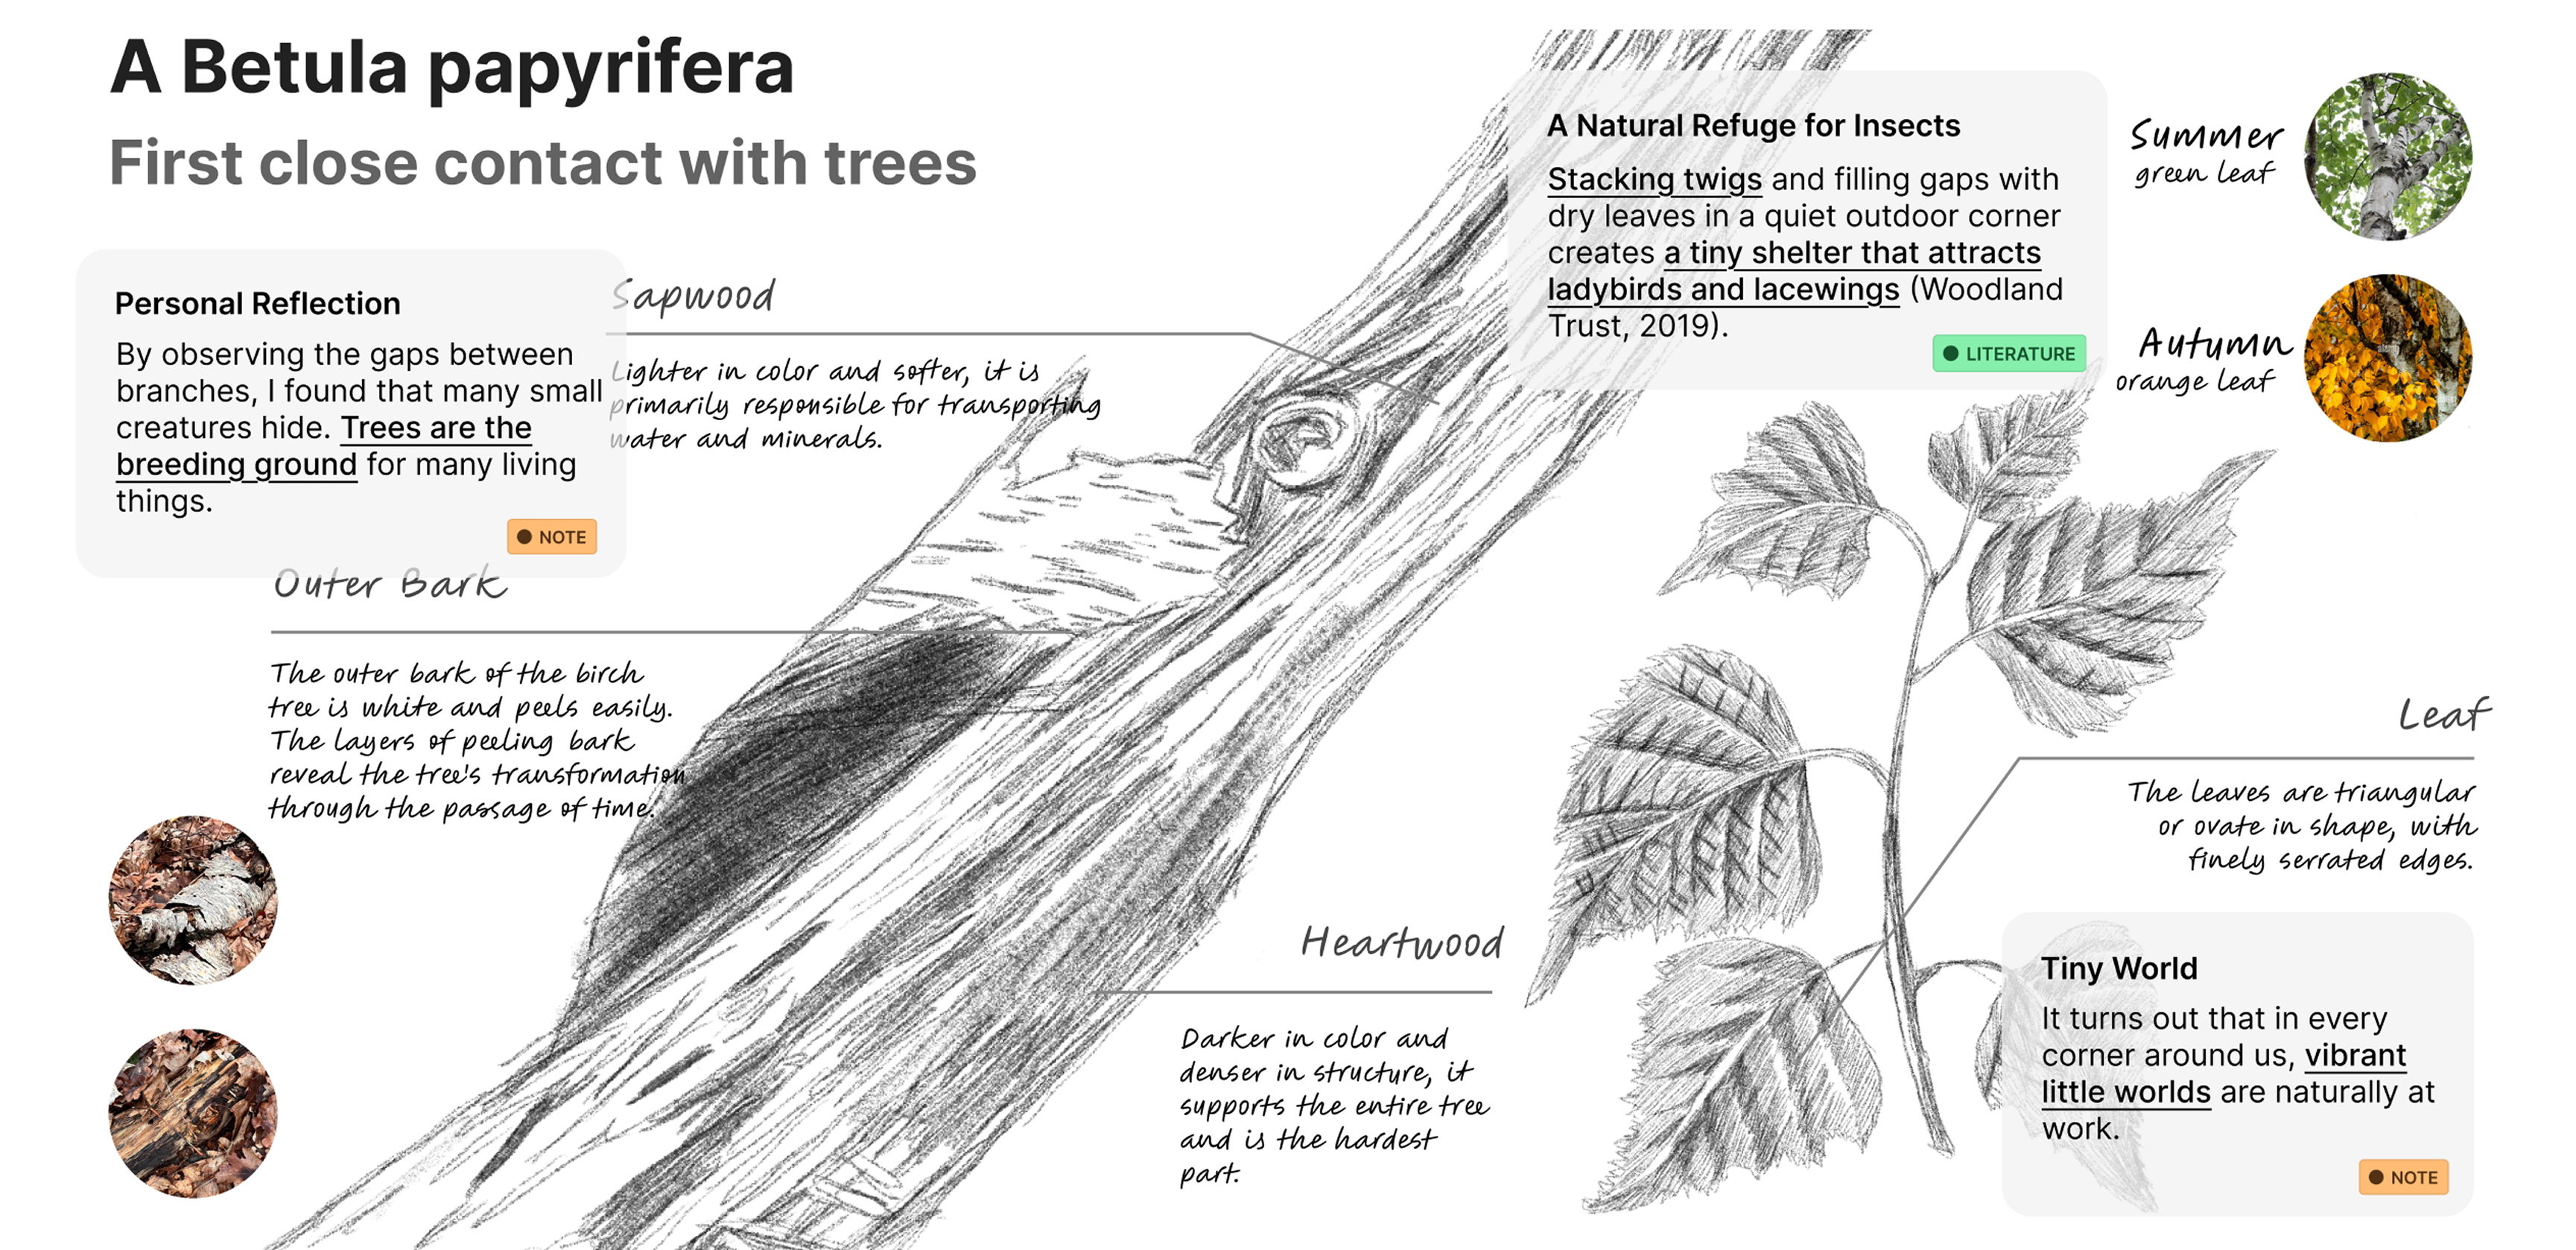 A Betula papyrifera
First close contact with trees
Personal Reflection
By observing the gaps between
branches, I found that many small
creatures hide. Trees are the
breeding ground for many living
things.
NOTE
Sapwood
Lighter in color and softer, it is
primarily responsible for transporting
water and minerals.
Outer Bark
The outer bark of the birch
tree is white and peels easily.
The layers of peeling bark
reveal the tree's transformation
through the passage of time.
A Natural Refuge for Insects
Stacking twigs and filling gaps with
dry leaves in a quiet outdoor corner
creates a tiny shelter that attracts
ladybirds and lacewings (Woodland
Trust, 2019).
LITERATURE
Summer
green leaf
Autumn
orange leaf
Leaf
The leaves are triangular
or ovate in shape, with
finely serrated edges.
Heartwood
Darker in color and
denser in structure, it
supports the entire tree
and is the hardest
part.
Tiny World
It turns out that in every
corner around us, vibrant
little worlds are naturally at
work.
NOTE